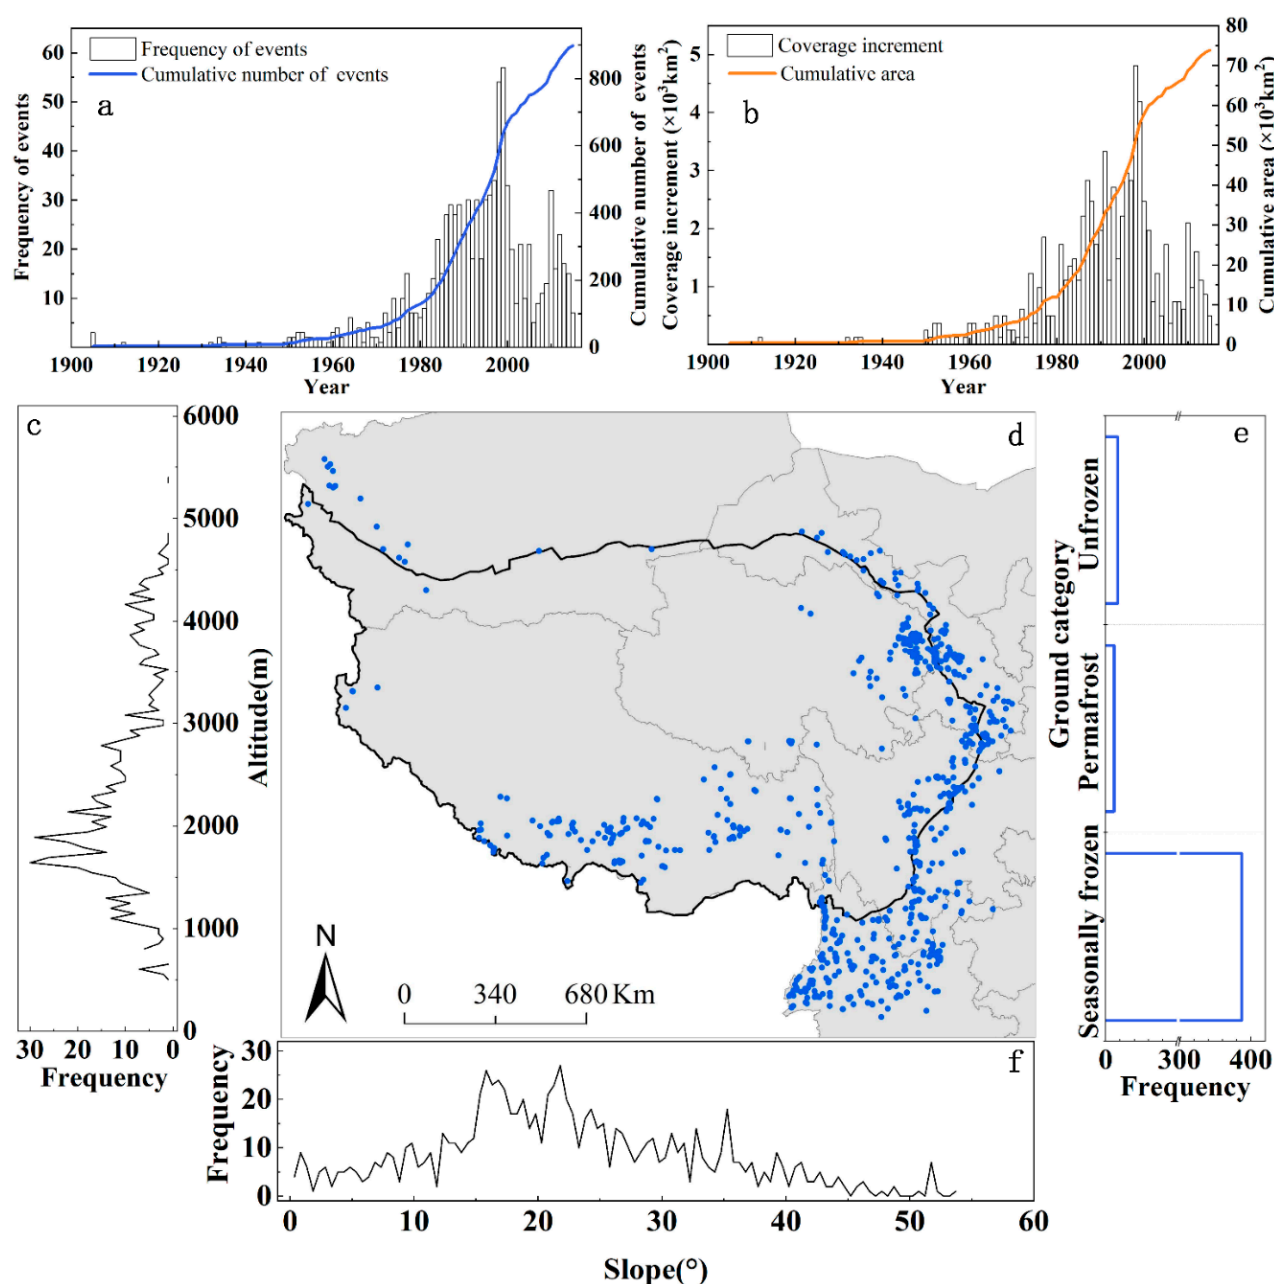 Frequency of events
Cumulative number of events
a
Frequency of events
60
50
40
30
20
10
800
600
400
200
0
Cumulative number of events
1900 1920 1940 1960 1980 2000
Year
Coverage increment
Cumulative area
b
Coverage increment (×10³km²)
5
4
3
2
1
80
70
60
50
40
30
20
10
0
Cumulative area (×10³km²)
1900 1920 1940 1960 1980 2000
Year
c
6000
5000
4000
3000
2000
1000
0
Altitude(m)
30 20 10 0
Frequency
d
N
0 340 680 Km
e
Ground category
Unfrozen
Permafrost
Seasonally frozen
0 300 400
Frequency
f
Frequency
30
20
10
0
0 10 20 30 40 50 60
Slope(°)